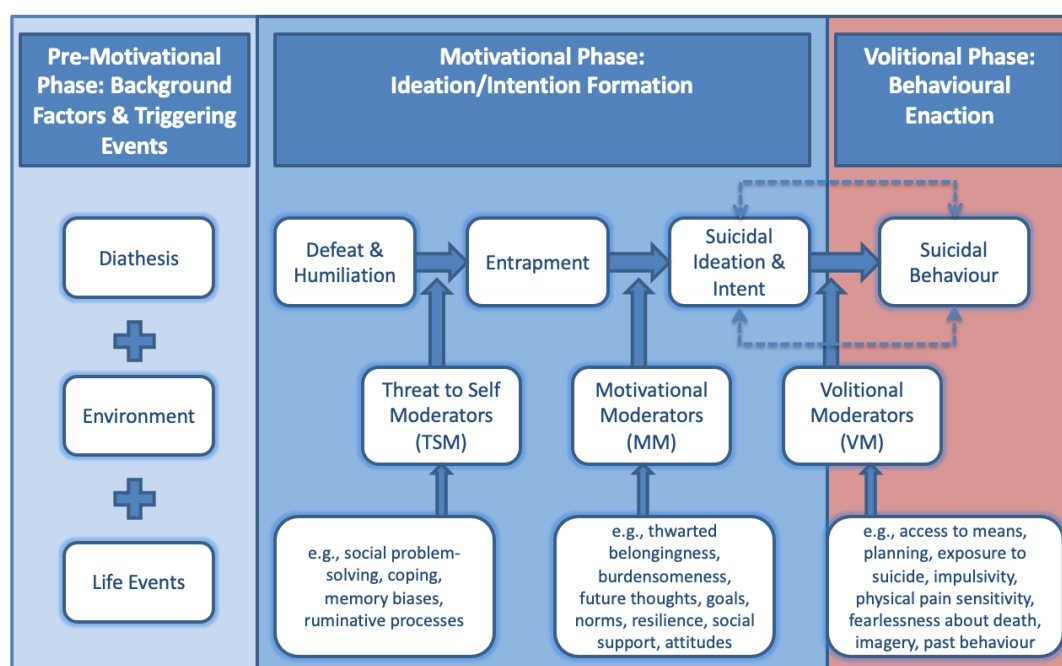 Pre-Motivational
Phase: Background
Factors & Triggering
Events
Motivational Phase:
Ideation/Intention Formation
Volitional Phase:
Behavioural
Enaction
Diathesis
Environment
Life Events
Defeat &
Humiliation
Entrapment
Suicidal
Ideation &
Intent
Suicidal
Behaviour
Threat to Self
Moderators
(TSM)
Motivational
Moderators
(MM)
Volitional
Moderators
(VM)
e.g., social problem-
solving, coping,
memory biases,
ruminative processes
e.g., thwarted
belongingness,
burdensomeness,
future thoughts, goals,
norms, resilience, social
support, attitudes
e.g., access to means,
planning, exposure to
suicide, impulsivity,
physical pain sensitivity,
fearlessness about death,
imagery, past behaviour